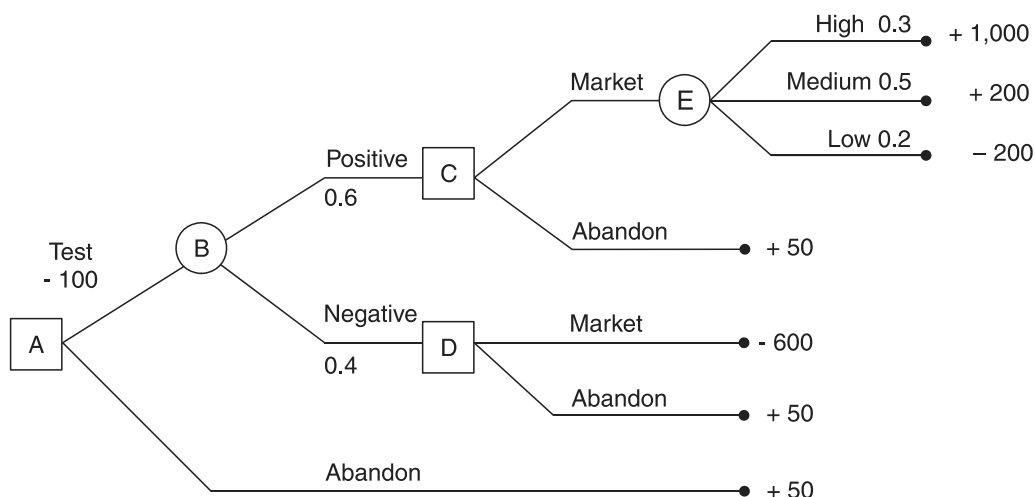 High 0.3 + 1,000
Market E Medium 0.5 + 200
Low 0.2 – 200
Positive C
0.6
Abandon + 50
Test B
- 100
Negative Market
A 0.4 D - 600
Abandon + 50
Abandon + 50